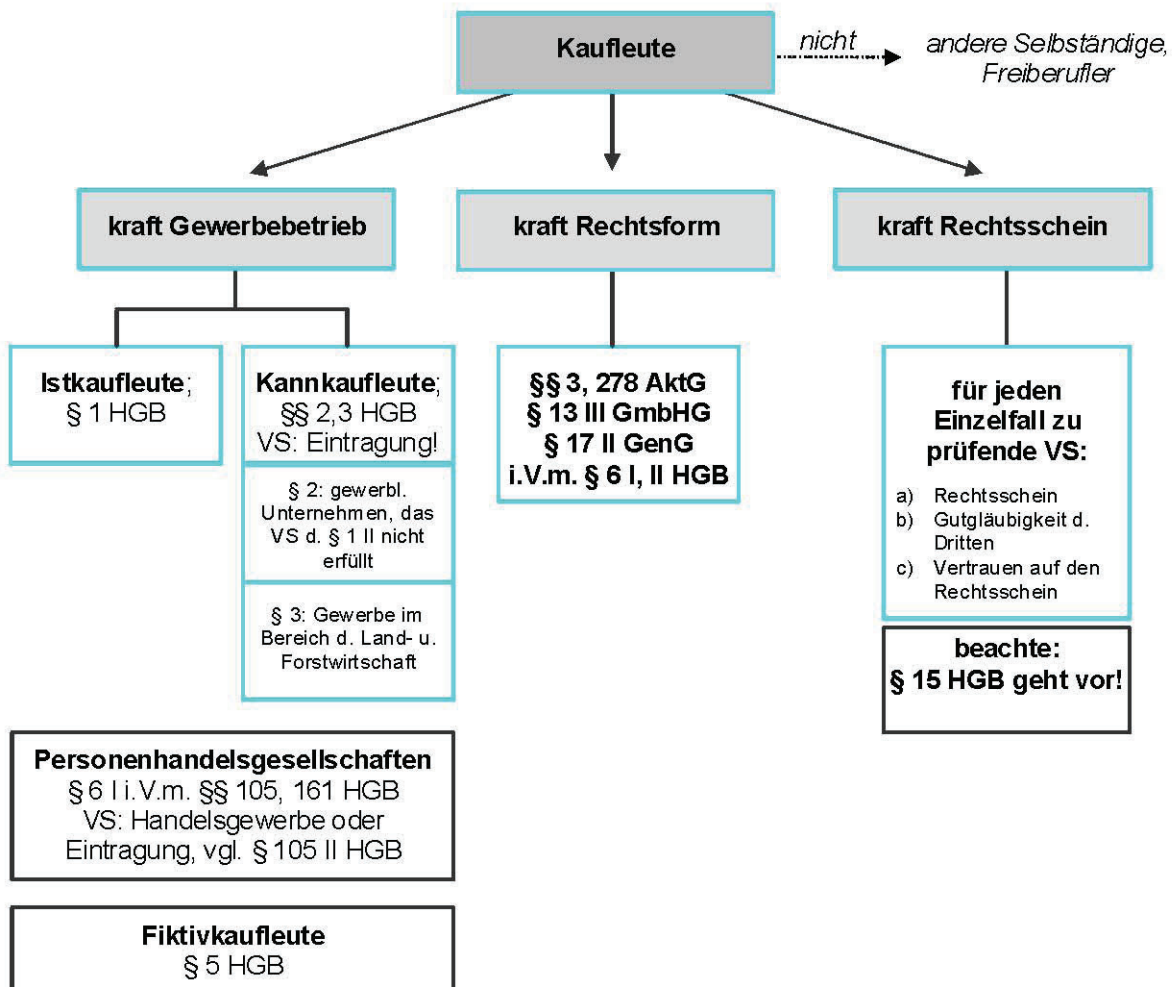 Kaufleute
nicht
andere Selbständige,
Freiberufler
kraft Gewerbebetrieb
kraft Rechtsform
kraft Rechtsschein
Istkaufleute;
§ 1 HGB
Kannkaufleute;
§§ 2,3 HGB
VS: Eintragung!
§ 2: gewerbl.
Unternehmen, das
VS d. § 1 II nicht
erfüllt
§ 3: Gewerbe im
Bereich d. Land- u.
Forstwirtschaft
§§ 3, 278 AktG
§ 13 III GmbHG
§ 17 II GenG
i.V.m. § 6 I, II HGB
für jeden
Einzelfall zu
prüfende VS:
a) Rechtsschein
b) Gutgläubigkeit d.
Dritten
c) Vertrauen auf den
Rechtsschein
beachte:
§ 15 HGB geht vor!
Personenhandelsgesellschaften
§ 6 I i.V.m. §§ 105, 161 HGB
VS: Handelsgewerbe oder
Eintragung, vgl. § 105 II HGB
Fiktivkaufleute
§ 5 HGB